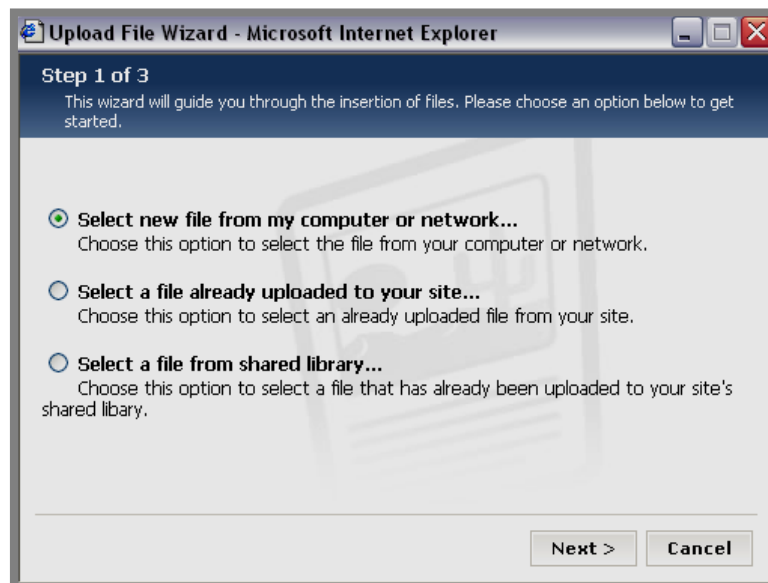 Upload File Wizard - Microsoft Internet Explorer
Step 1 of 3
This wizard will guide you through the insertion of files. Please choose an option below to get
started.
Select new file from my computer or network...
Choose this option to select the file from your computer or network.
Select a file already uploaded to your site...
Choose this option to select an already uploaded file from your site.
Select a file from shared library...
Choose this option to select a file that has already been uploaded to your site's
shared libary.
Next >
Cancel